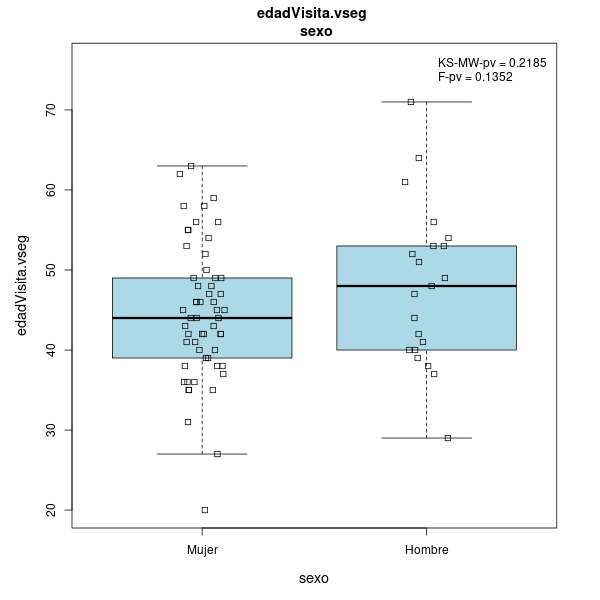 edadVisita.vseg
sexo
KS-MW-pv = 0.2185
F-pv = 0.1352
70
60
50
40
30
20
edadVisita.vseg
Mujer
Hombre
sexo